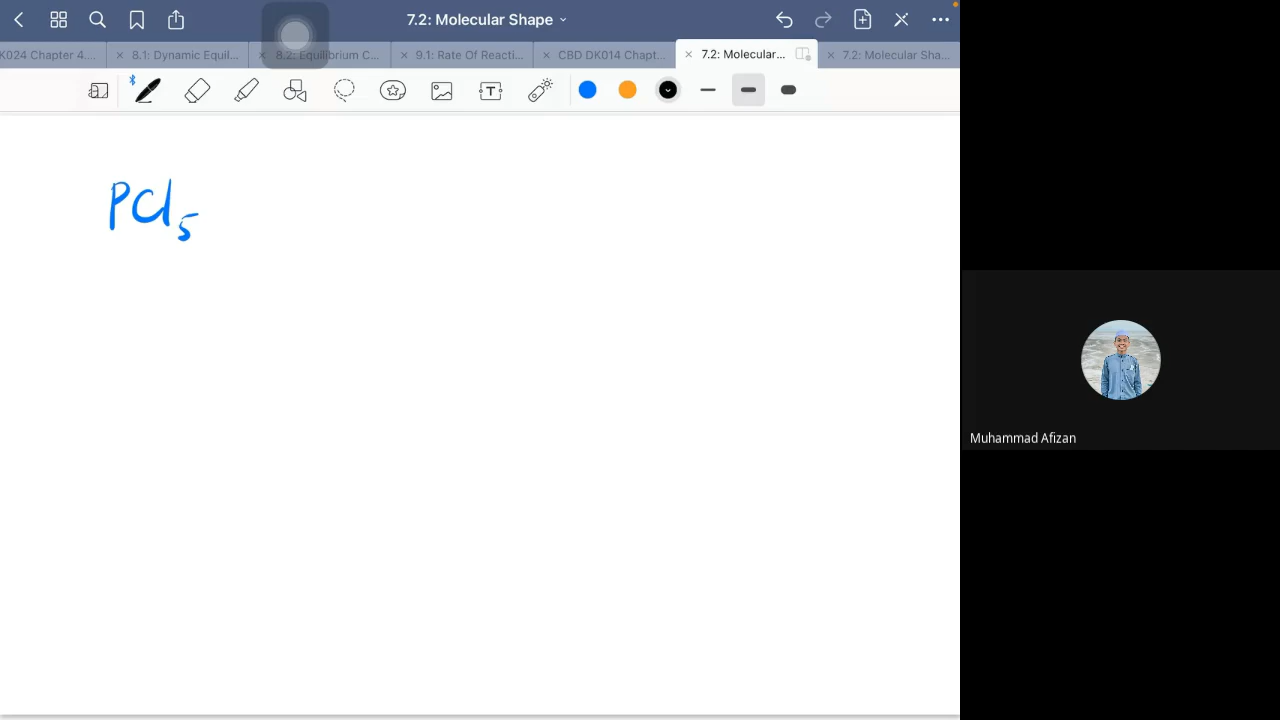 7.2: Molecular Shape
K024 Chapter 4....
8.1: Dynamic Equil...
8.2: Equilibrium C...
9.1: Rate Of Reacti...
CBD DK014 Chapt...
7.2: Molecular...
7.2: Molecular Sha...
T
PCl₅
Muhammad Afizan